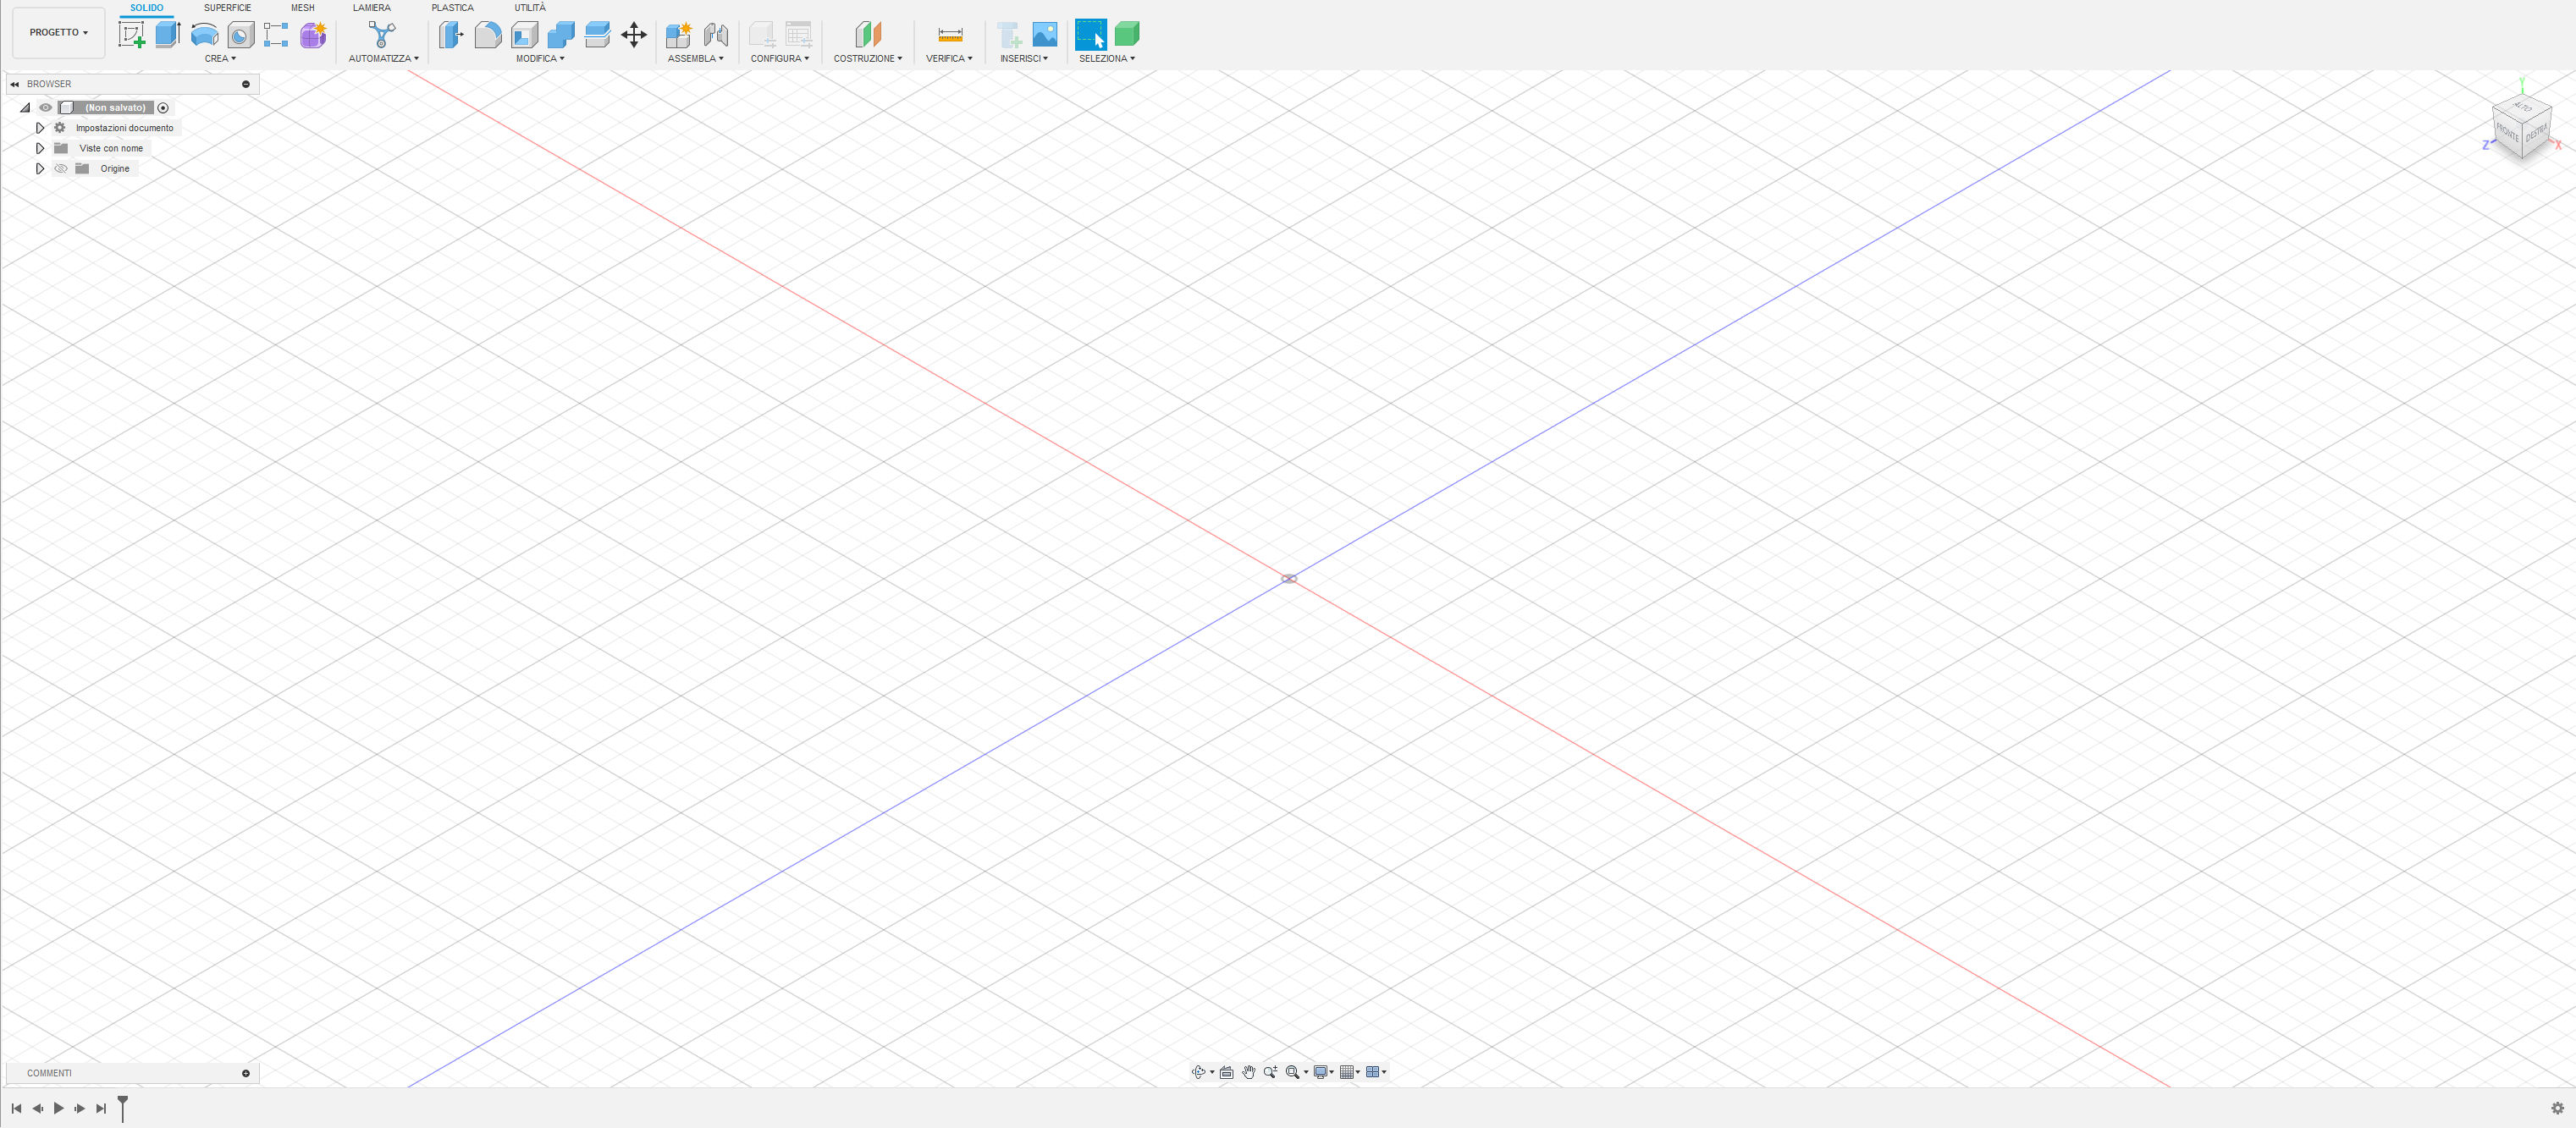 PROGETTO
SOLIDO SUPERFICIE MESH LAMIERA PLASTICA UTILITÀ
CREA AUTOMATIZZA MODIFICA ASSEMBLA CONFIGURA COSTRUZIONE VERIFICA INSERISCI SELEZIONA
BROWSER
(Non salvato)
Impostazioni documento
Viste con nome
Origine
Y
ALTO
FRONTE DESTRA
Z X
COMMENTI